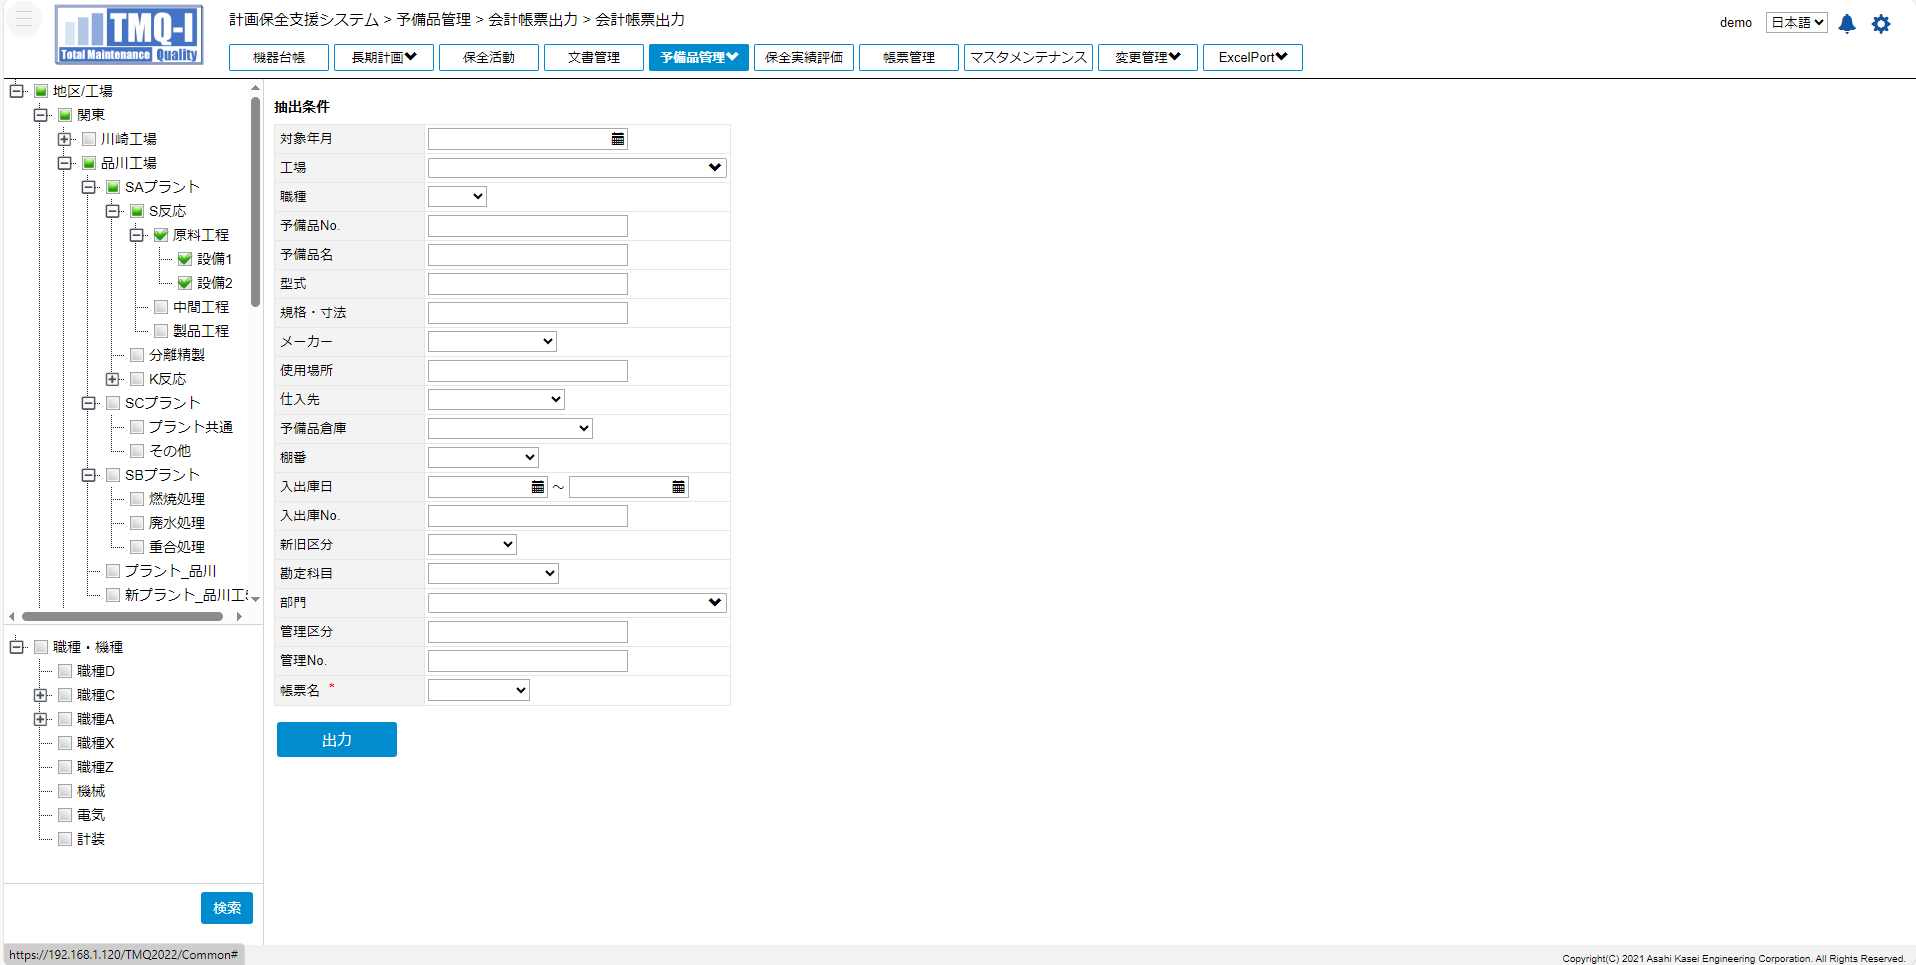 TMQ-I
Total Maintenance Quality
計画保全支援システム > 予備品管理 > 会計帳票出力 > 会計帳票出力
demo
日本語
機器台帳
長期計画
保全活動
文書管理
予備品管理
保全実績評価
帳票管理
マスタメンテナンス
変更管理
ExcelPort
地区/工場
関東
川崎工場
品川工場
SAプラント
S反応
原料工程
設備1
設備2
中間工程
製品工程
分離精製
K反応
SCプラント
プラント共通
その他
SBプラント
燃焼処理
廃水処理
重合処理
プラント_品川
新プラント_品川工
職種・機種
職種D
職種C
職種A
職種X
職種Z
機械
電気
計装
検索
抽出条件
対象年月
工場
職種
予備品No.
予備品名
型式
規格・寸法
メーカー
使用場所
仕入先
予備品倉庫
棚番
入出庫日
～
入出庫No.
新旧区分
勘定科目
部門
管理区分
管理No.
帳票名 *
出力
https://192.168.1.120/TMQ2022/Common#
Copyright(C) 2021 Asahi Kasei Engineering Corporation. All Rights Reserved.